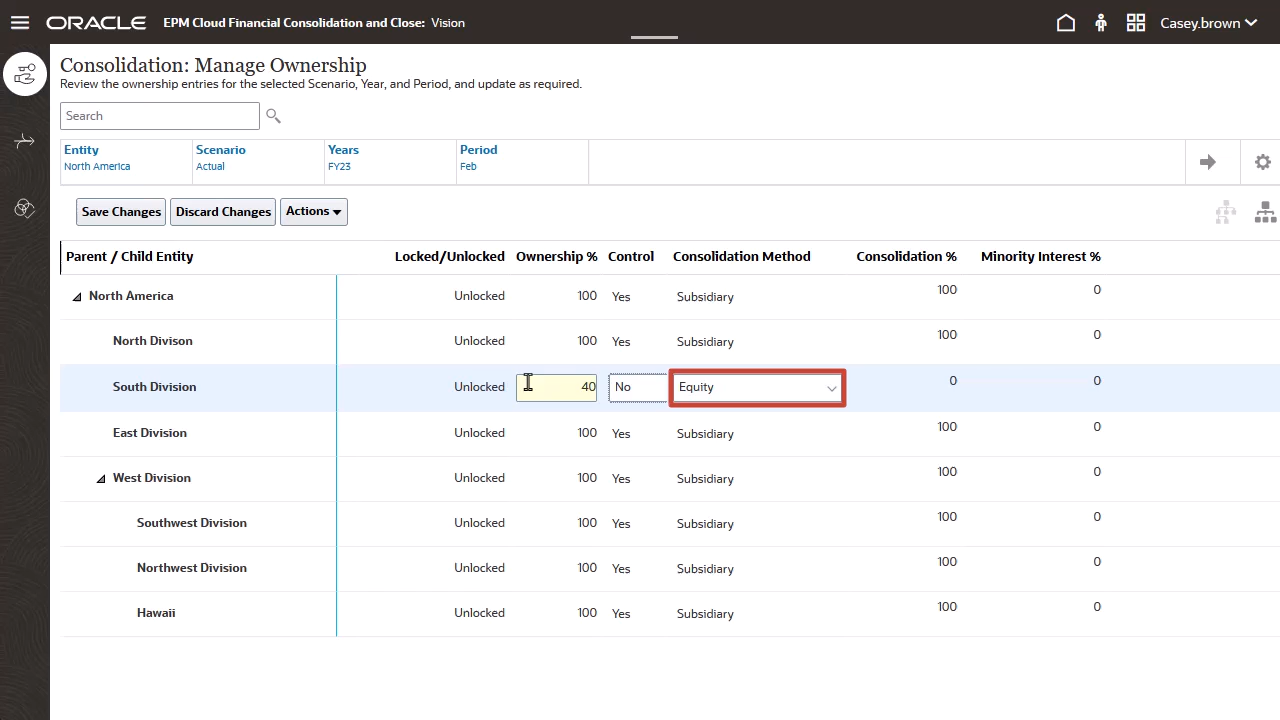 ORACLE EPM Cloud Financial Consolidation and Close: Vision Casey.brown
Consolidation: Manage Ownership
Review the ownership entries for the selected Scenario, Year, and Period, and update as required.
Search
Entity Scenario Years Period
North America Actual FY23 Feb
Save Changes Discard Changes Actions
Parent / Child Entity Locked/Unlocked Ownership % Control Consolidation Method Consolidation % Minority Interest %
North America Unlocked 100 Yes Subsidiary 100 0
North Divison Unlocked 100 Yes Subsidiary 100 0
South Division Unlocked 40 No Equity 0 0
East Division Unlocked 100 Yes Subsidiary 100 0
West Division Unlocked 100 Yes Subsidiary 100 0
Southwest Division Unlocked 100 Yes Subsidiary 100 0
Northwest Division Unlocked 100 Yes Subsidiary 100 0
Hawaii Unlocked 100 Yes Subsidiary 100 0